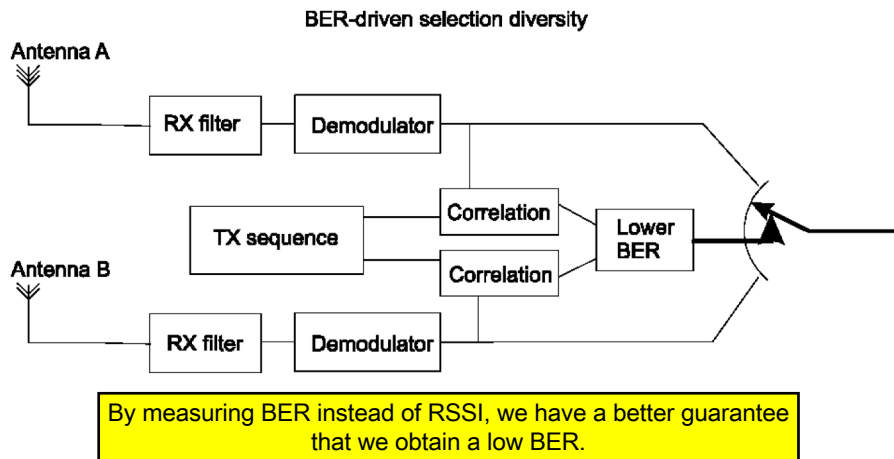 BER-driven selection diversity
Antenna A
RX filter
Demodulator
Correlation
TX sequence
Lower
BER
Correlation
Antenna B
RX filter
Demodulator
By measuring BER instead of RSSI, we have a better guarantee
that we obtain a low BER.